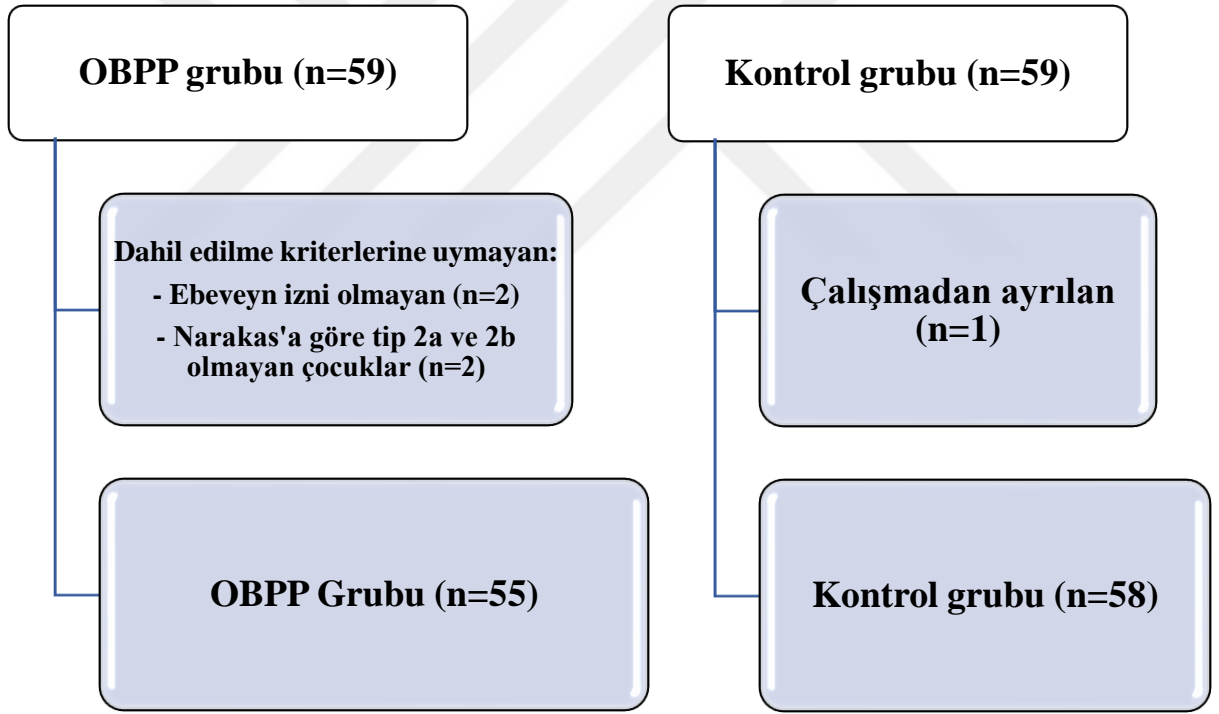 OBPP grubu (n=59)
Dahil edilme kriterlerine uymayan:
- Ebeveyn izni olmayan (n=2)
- Narakas'a göre tip 2a ve 2b
olmayan çocuklar (n=2)
OBPP Grubu (n=55)
Kontrol grubu (n=59)
Çalışmadan ayrılan
(n=1)
Kontrol grubu (n=58)